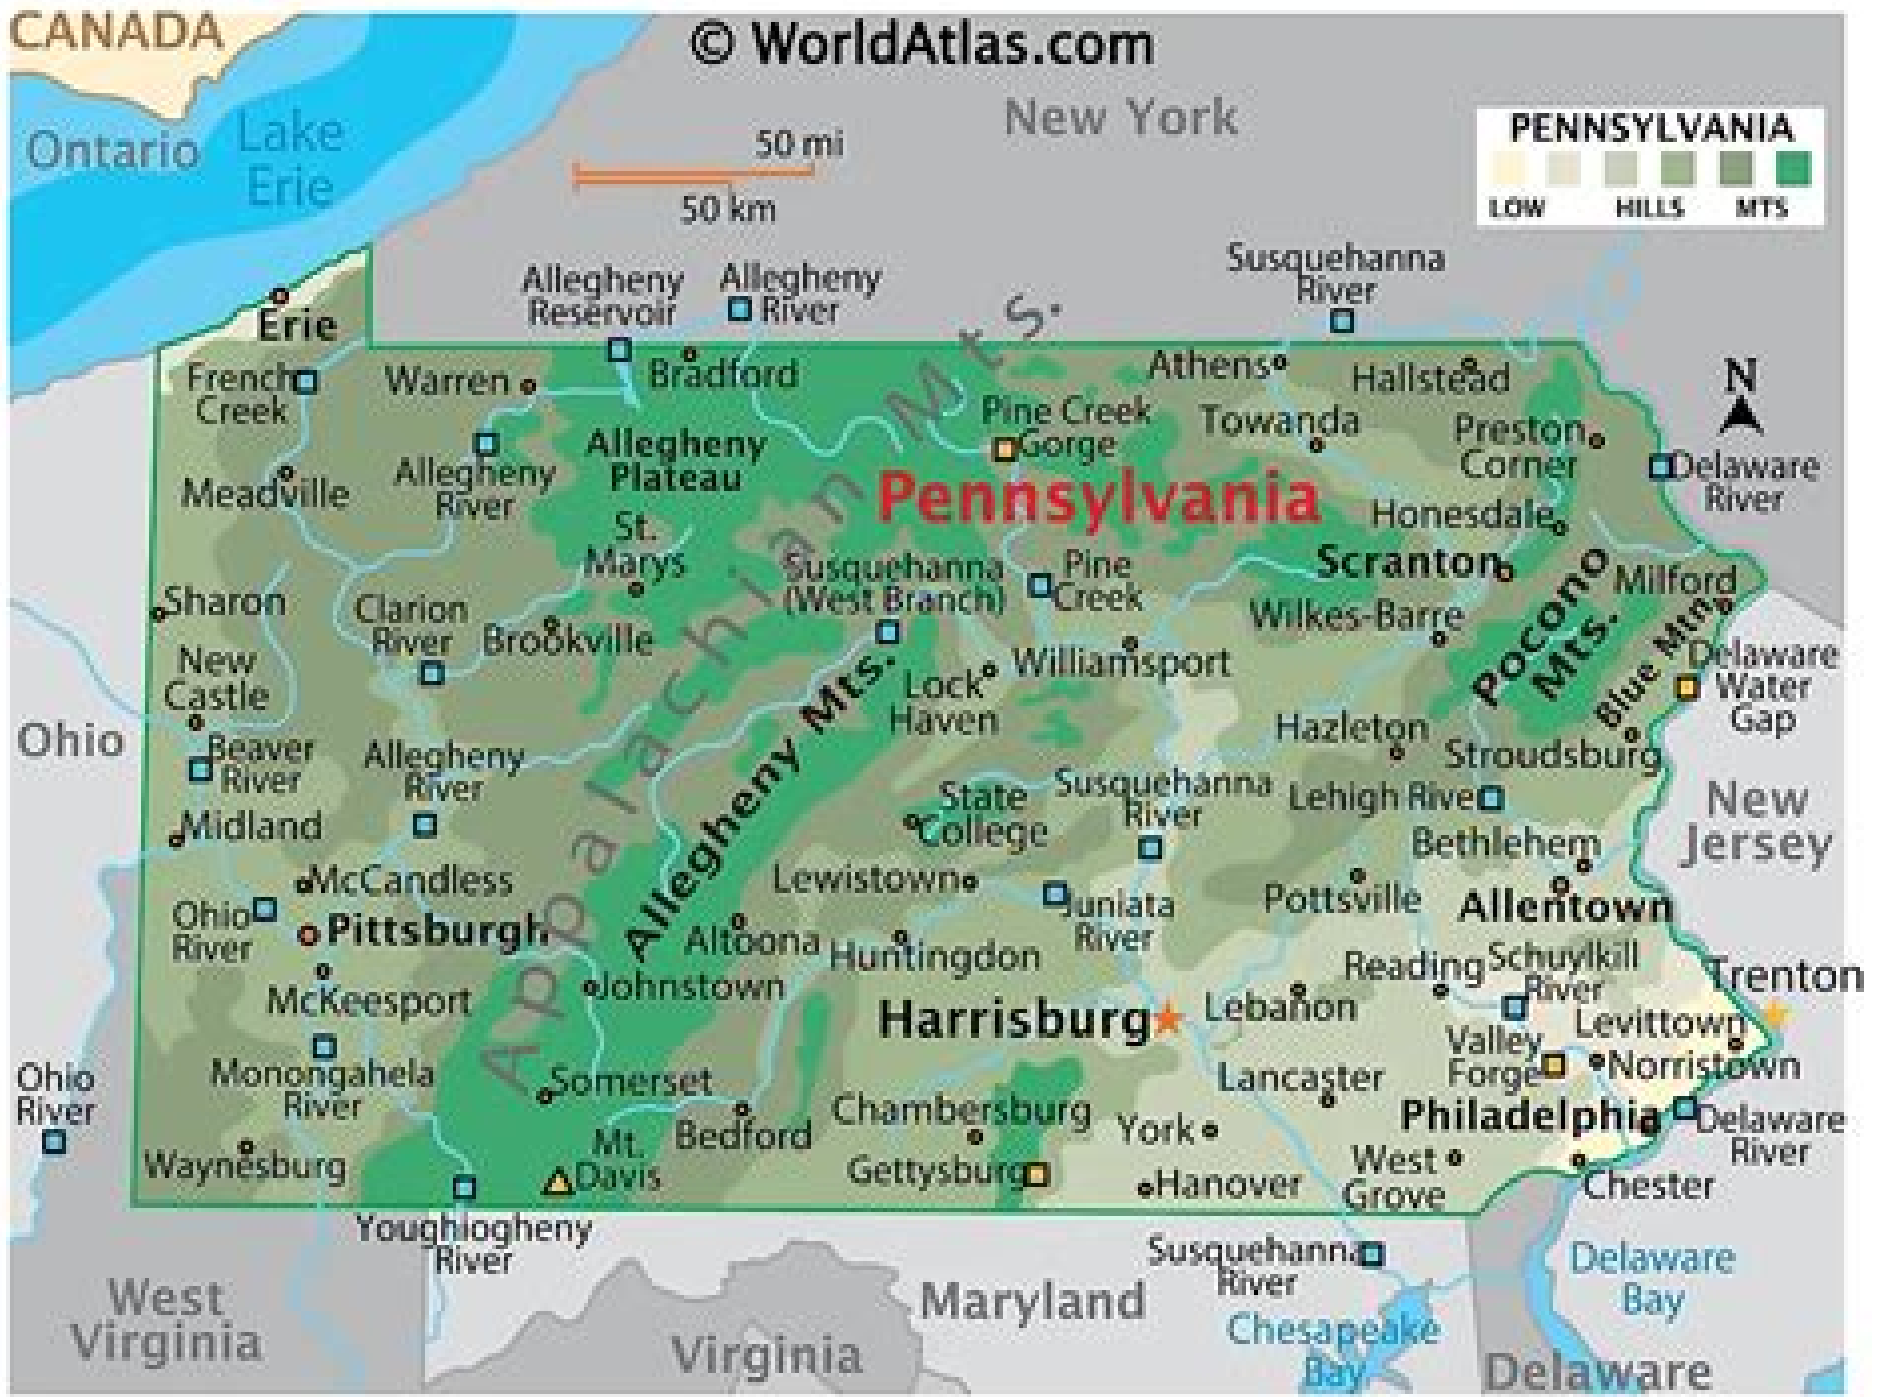 CANADA
© WorldAtlas.com
Ontario
Lake
Erie
New York
50 mi
50 km
PENNSYLVANIA
LOW HILLS MTS
Susquehanna
River
Allegheny
Reservoir
Allegheny
River
Appalachian Mts.
Erie
French
Creek
Warren
Bradford
Athens
Hallstead
N
Pine Creek
Gorge
Towanda
Preston
Corner
Delaware
River
Allegheny
Plateau
Allegheny
River
Meadville
Pennsylvania
Honesdale
St.
Marys
Susquehanna
(West Branch)
Pine
Creek
Scranton
Milford
Sharon
Clarion
River
Brookville
Wilkes-Barre
Pocono
Mts.
Blue Mtn.
New
Castle
Lock
Haven
Williamsport
Delaware
Water
Gap
Ohio
Beaver
River
Allegheny
River
Allegheny Mts.
Hazleton
Stroudsburg
State
College
Susquehanna
River
Lehigh River
New
Jersey
Midland
Bethlehem
McCandless
Lewistown
Ohio
River
Pittsburgh
Altoona
Huntingdon
Juniata
River
Pottsville
Allentown
McKeesport
Johnstown
Reading
Schuylkill
River
Trenton
Harrisburg
Lebanon
Levittown
Valley
Forge
Norristown
Ohio
River
Monongahela
River
Somerset
Lancaster
Chambersburg
Philadelphia
Delaware
River
Waynesburg
Mt.
Davis
Bedford
York
Gettysburg
Hanover
West
Grove
Chester
Youghiogheny
River
Susquehanna
River
Delaware
Bay
West
Virginia
Virginia
Maryland
Chesapeake
Bay
Delaware